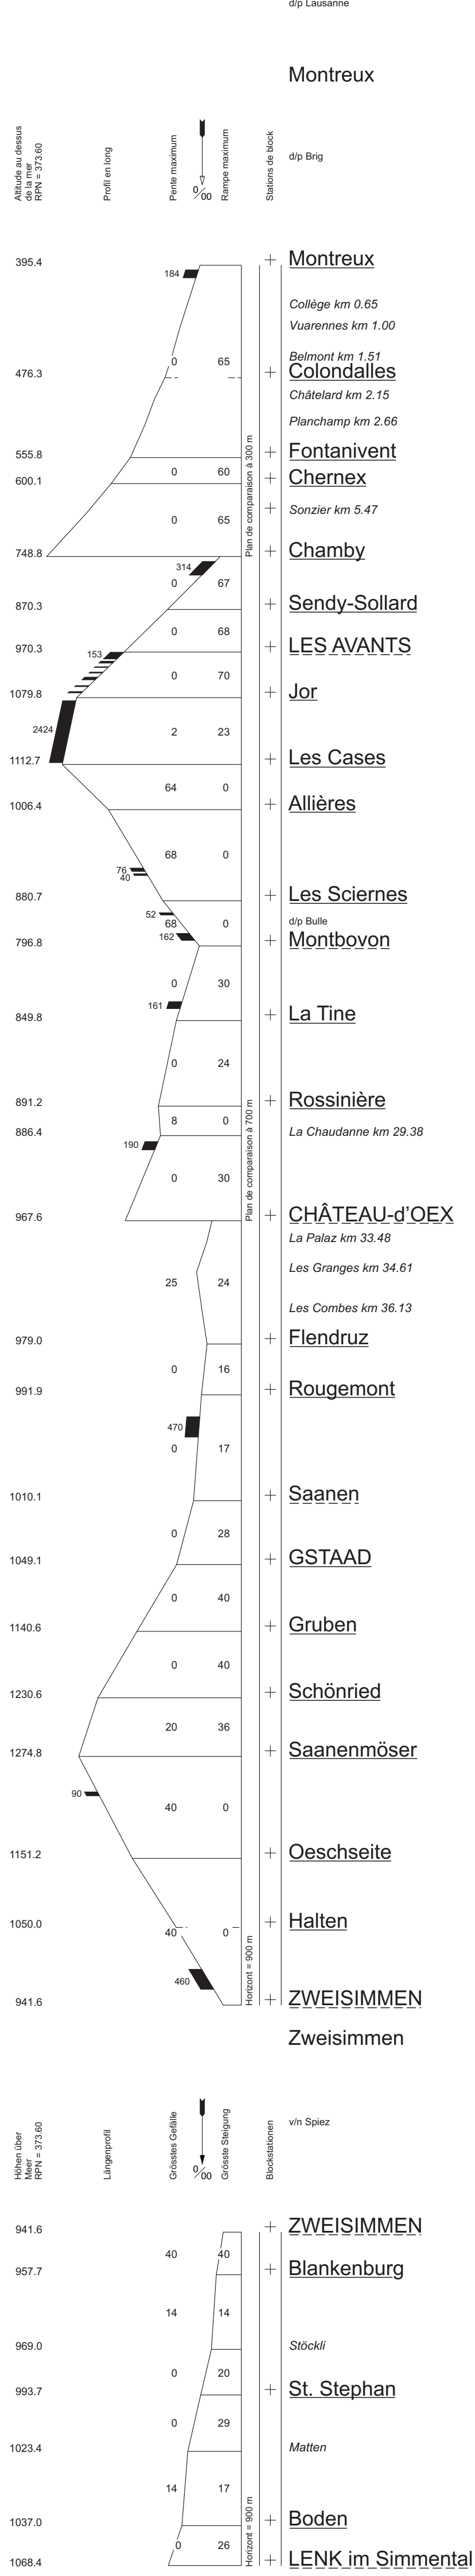 d/p Lausanne
Montreux
Altitude au dessus
de la mer
RPN = 373.60
Profil en long
Pente maximum
0/00
Rampe maximum
Stations de block
d/p Brig
395.4
184
Montreux
Collège km 0.65
Vuarennes km 1.00
Belmont km 1.51
0
65
476.3
Colondalles
Châtelard km 2.15
Planchamp km 2.66
Plan de comparaison à 300 m
555.8
Fontanivent
0
60
600.1
Chernex
Sonzier km 5.47
0
65
748.8
Chamby
314
0
67
870.3
Sendy-Sollard
0
68
970.3
153
LES AVANTS
0
70
1079.8
Jor
2424
2
23
1112.7
Les Cases
64
0
1006.4
Allières
68
0
76
40
880.7
Les Sciernes
52
68
0
d/p Bulle
162
796.8
Montbovon
0
30
161
849.8
La Tine
0
24
891.2
Rossinière
8
0
886.4
La Chaudanne km 29.38
190
Plan de comparaison à 700 m
0
30
967.6
CHÂTEAU-d'OEX
La Palaz km 33.48
Les Granges km 34.61
25
24
Les Combes km 36.13
979.0
Flendruz
0
16
991.9
Rougemont
470
0
17
1010.1
Saanen
0
28
1049.1
GSTAAD
0
40
1140.6
Gruben
0
40
1230.6
Schönried
20
36
1274.8
Saanenmöser
90
40
0
1151.2
Oeschseite
1050.0
Halten
40
0
460
Horizont = 900 m
941.6
ZWEISIMMEN
Zweisimmen
Höhen über
Meer
RPN = 373.60
Längenprofil
Grösstes Gefälle
0/00
Grösste Steigung
Blockstationen
v/n Spiez
941.6
ZWEISIMMEN
40
40
957.7
Blankenburg
14
14
969.0
Stöckli
0
20
993.7
St. Stephan
0
29
1023.4
Matten
14
17
1037.0
Boden
Horizont = 900 m
0
26
1068.4
LENK im Simmental